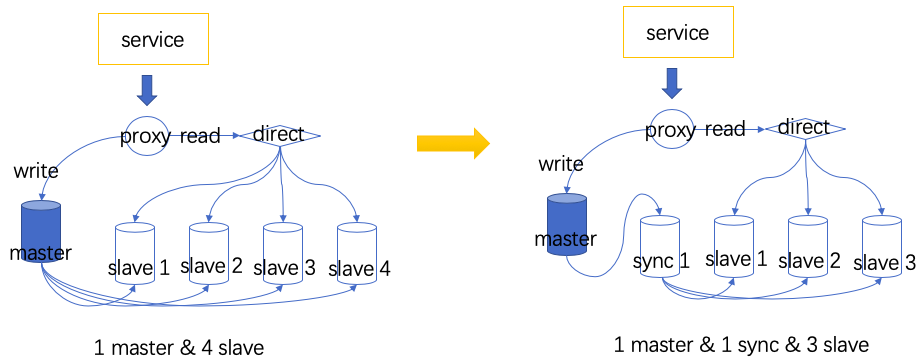 service
proxy read
direct
write
master
slave 1
slave 2
slave 3
slave 4
1 master & 4 slave
service
proxy read
direct
write
master
sync 1
slave 1
slave 2
slave 3
1 master & 1 sync & 3 slave